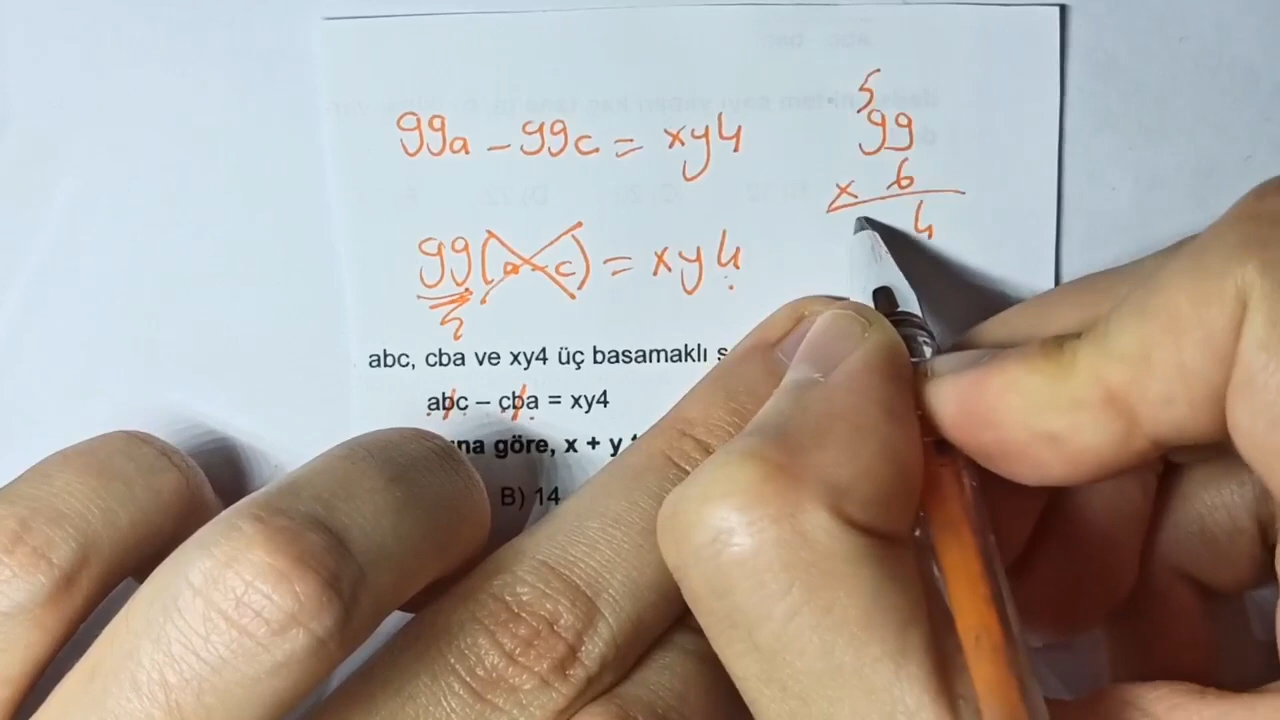 99a - 99c = xy4
5
99
x 6
4
99(a-c) = xy4
abc, cba ve xy4 üç basamaklı
abc – cba = xy4
göre, x + y
B) 14